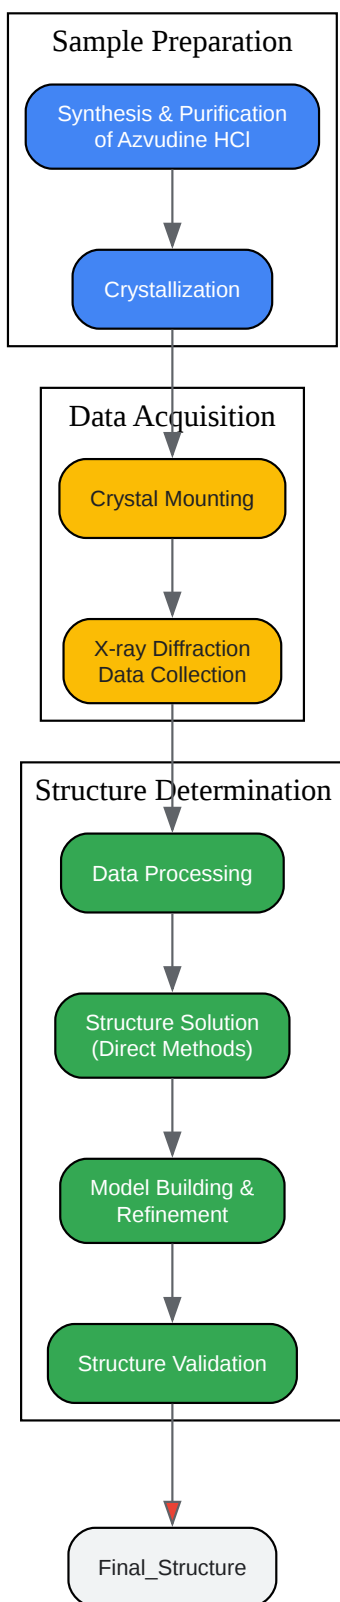 Sample Preparation
Synthesis & Purification
of Azvudine HCl
Crystallization
Data Acquisition
Crystal Mounting
X-ray Diffraction
Data Collection
Structure Determination
Data Processing
Structure Solution
(Direct Methods)
Model Building &
Refinement
Structure Validation
Final_Structure